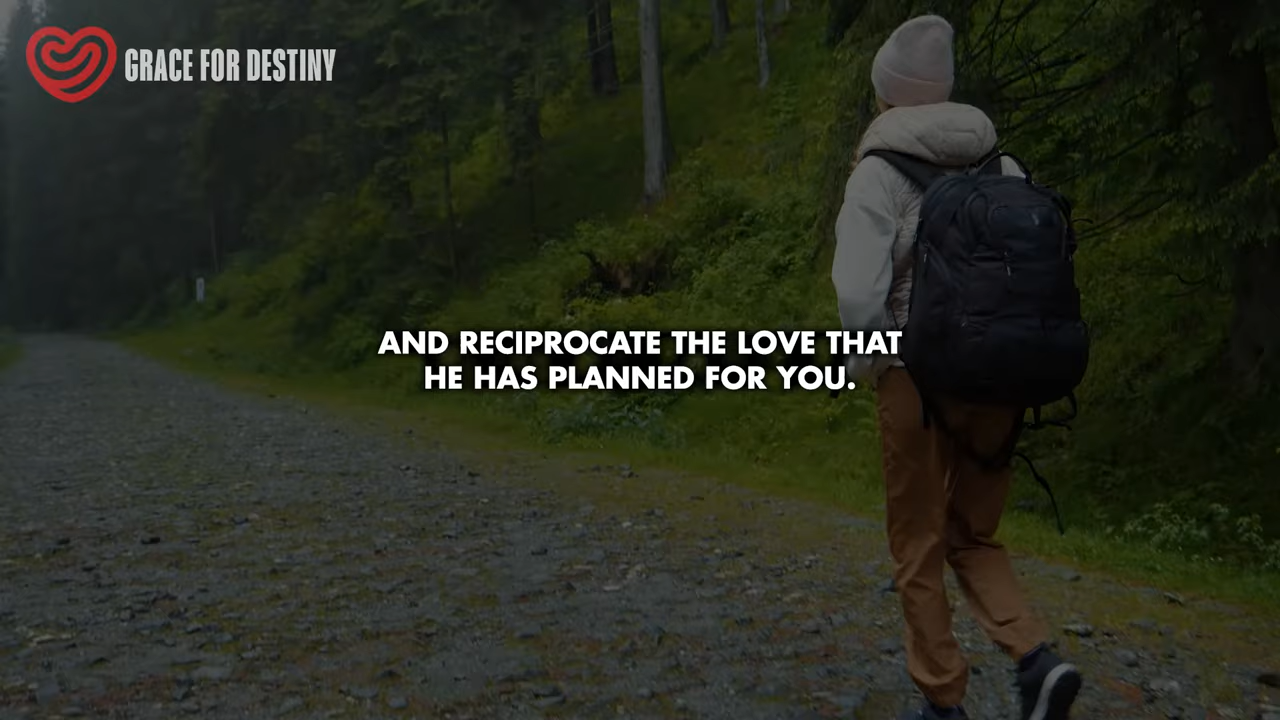 GRACE FOR DESTINY
AND RECIPROCATE THE LOVE THAT
HE HAS PLANNED FOR YOU.